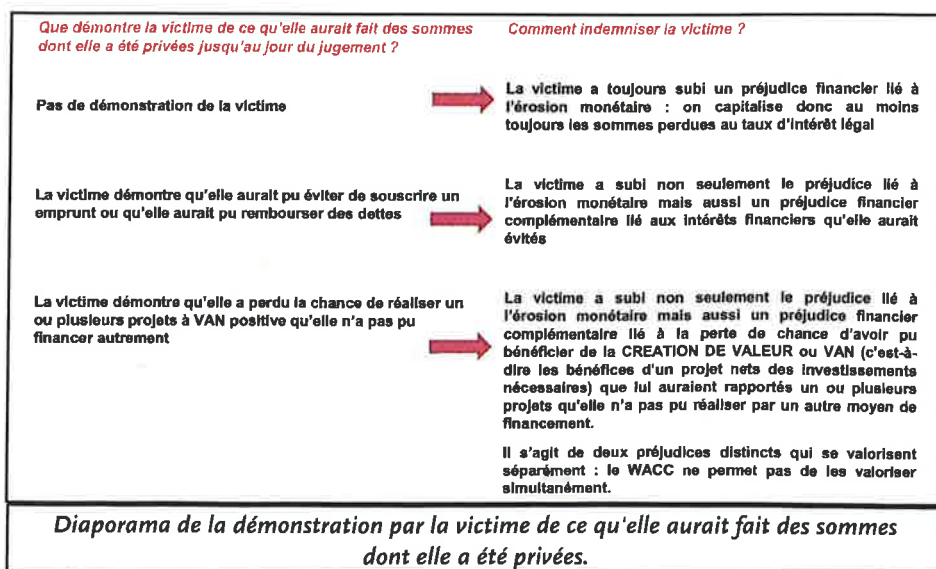 Que démontre la victime de ce qu'elle aurait fait des sommes
dont elle a été privées jusqu'au jour du jugement ?
Comment indemniser la victime ?
Pas de démonstration de la victime
La victime a toujours subi un préjudice financier lié à
l'érosion monétaire : on capitalise donc au moins
toujours les sommes perdues au taux d'intérêt légal
La victime démontre qu'elle aurait pu éviter de souscrire un
emprunt ou qu'elle aurait pu rembourser des dettes
La victime a subi non seulement le préjudice lié à
l'érosion monétaire mais aussi un préjudice financier
complémentaire lié aux intérêts financiers qu'elle aurait
évités
La victime démontre qu'elle a perdu la chance de réaliser un
ou plusieurs projets à VAN positive qu'elle n'a pas pu
financer autrement
La victime a subi non seulement le préjudice lié à
l'érosion monétaire mais aussi un préjudice financier
complémentaire lié à la perte de chance d'avoir pu
bénéficier de la CREATION DE VALEUR ou VAN (c'est-à-
dire les bénéfices d'un projet nets des investissements
nécessaires) que lui auraient rapportés un ou plusieurs
projets qu'elle n'a pas pu réaliser par un autre moyen de
financement.
Il s'agit de deux préjudices distincts qui se valorisent
séparément : le WACC ne permet pas de les valoriser
simultanément.
Diaporama de la démonstration par la victime de ce qu'elle aurait fait des sommes
dont elle a été privées.